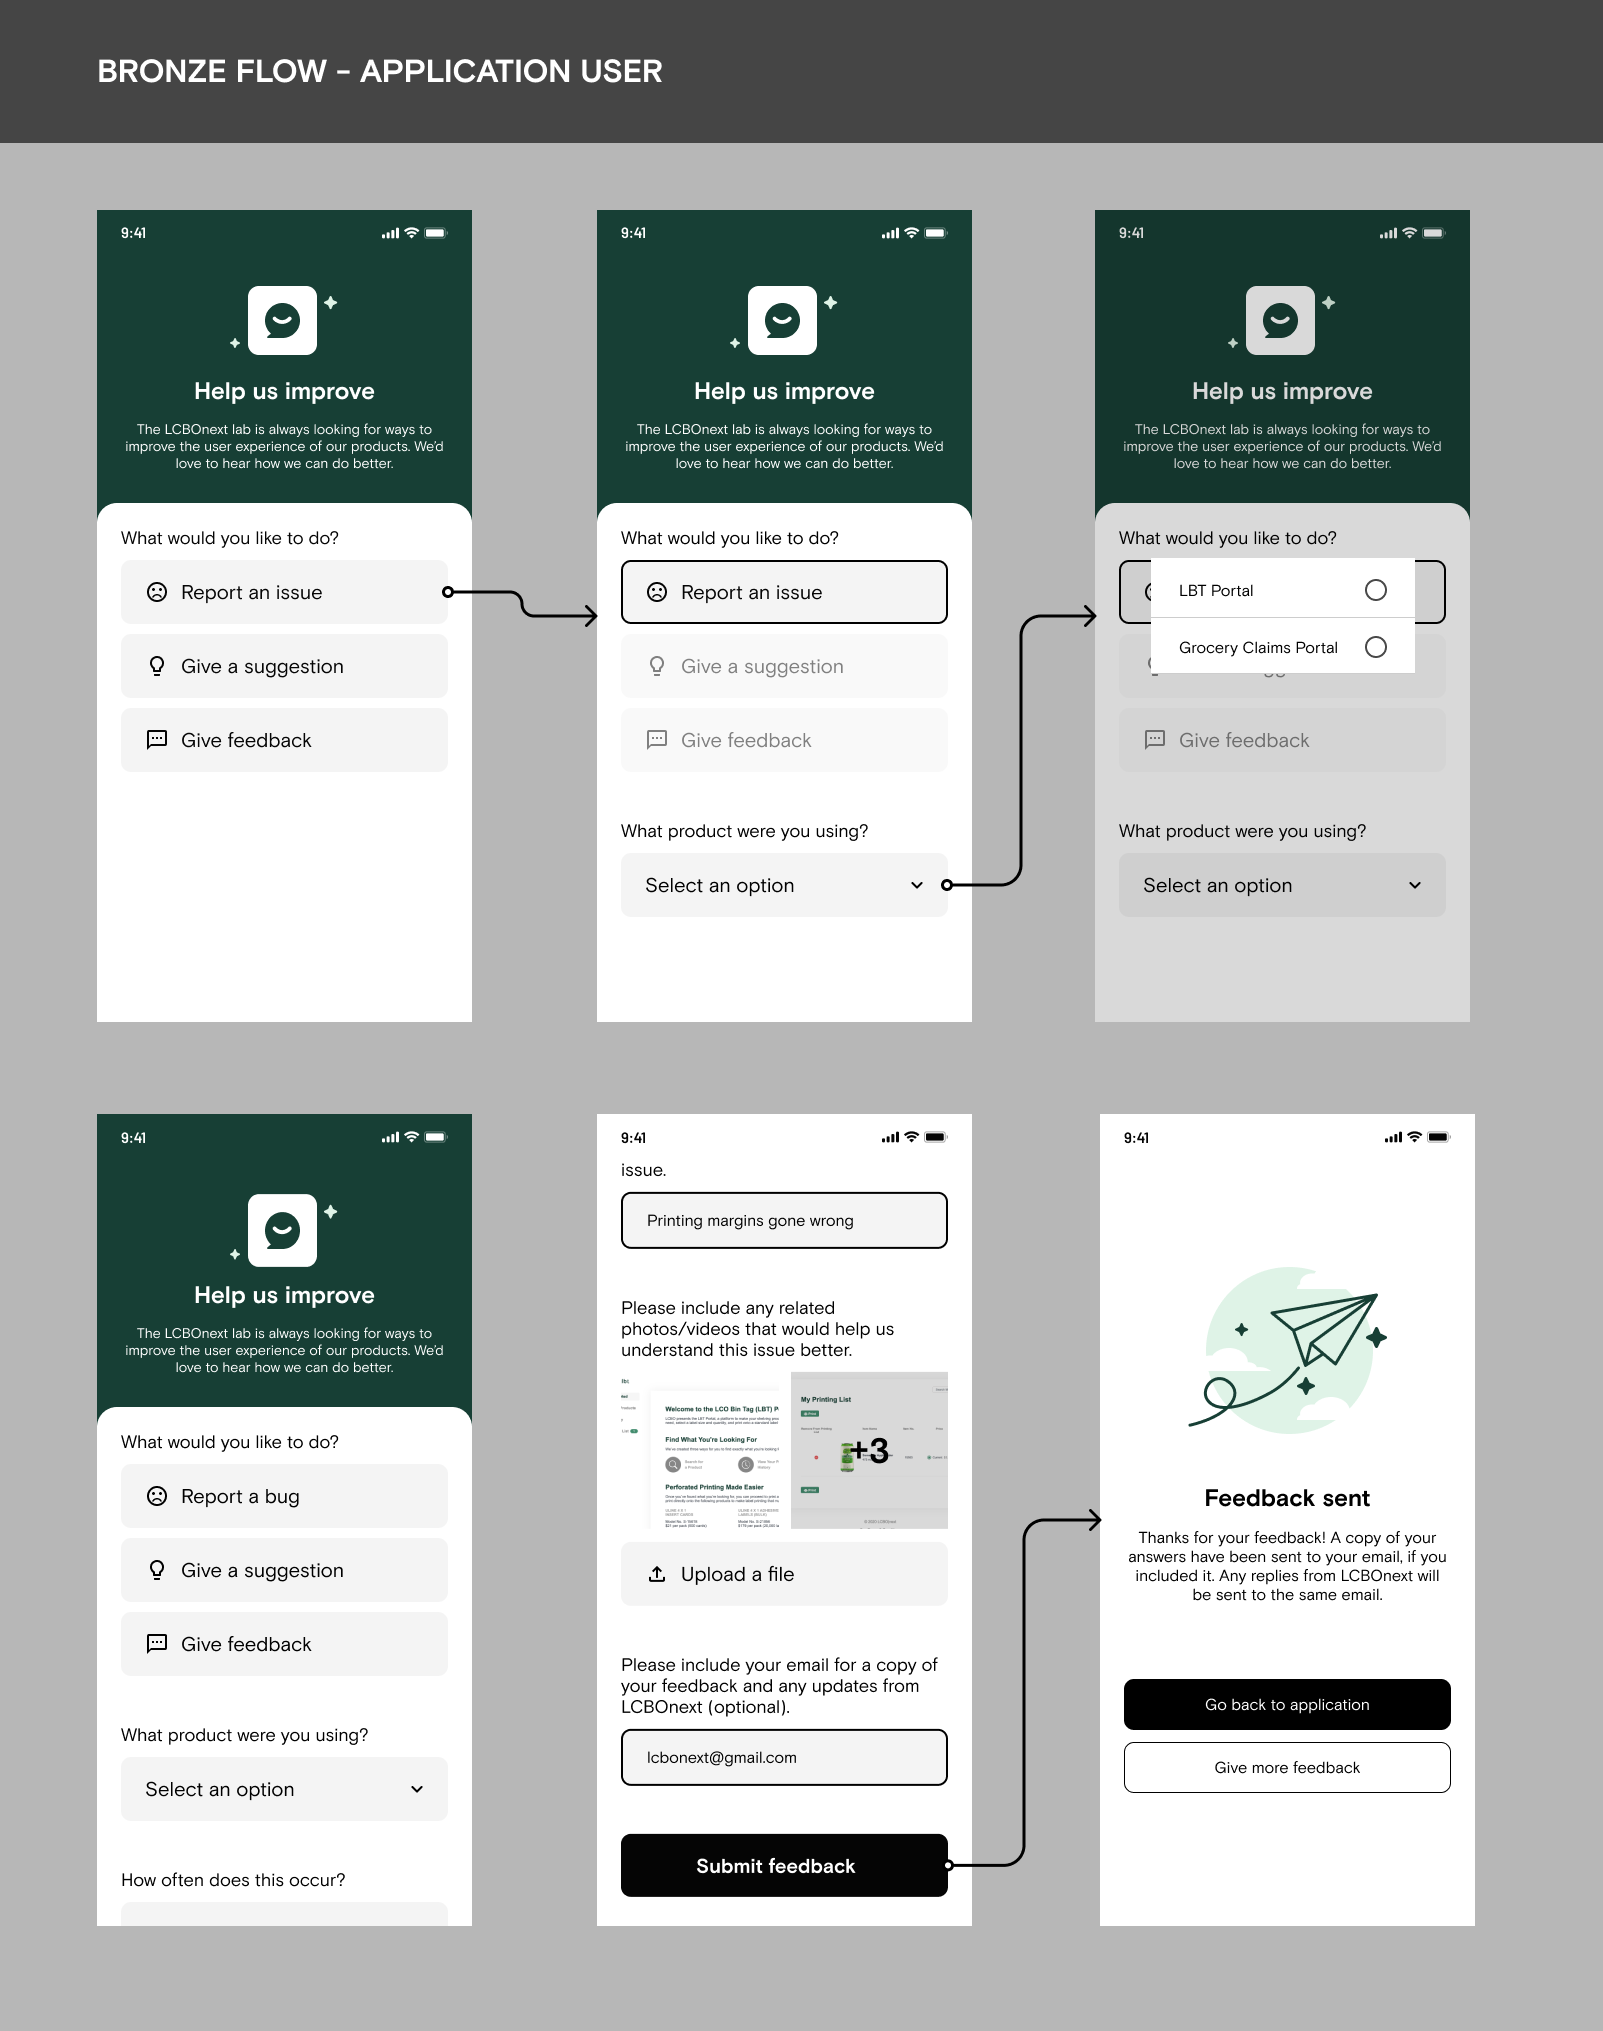 BRONZE FLOW - APPLICATION USER
9:41
Help us improve
The LCBOnext lab is always looking for ways to
improve the user experience of our products. We'd
love to hear how we can do better.
What would you like to do?
Report an issue
Give a suggestion
Give feedback
9:41
Help us improve
The LCBOnext lab is always looking for ways to
improve the user experience of our products. We'd
love to hear how we can do better.
What would you like to do?
Report an issue
Give a suggestion
Give feedback
What product were you using?
Select an option
9:41
Help us improve
The LCBOnext lab is always looking for ways to
improve the user experience of our products. We'd
love to hear how we can do better.
What would you like to do?
LBT Portal
Grocery Claims Portal
Give feedback
What product were you using?
Select an option
9:41
Help us improve
The LCBOnext lab is always looking for ways to
improve the user experience of our products. We'd
love to hear how we can do better.
What would you like to do?
Report a bug
Give a suggestion
Give feedback
What product were you using?
Select an option
How often does this occur?
9:41
issue.
Printing margins gone wrong
Please include any related
photos/videos that would help us
understand this issue better.
Welcome to the LCO Bin Tag (LBT) P
Find What You're Looking For
Perforated Printing Made Easier
My Printing List
+3
Upload a file
Please include your email for a copy of
your feedback and any updates from
LCBOnext (optional).
lcbonext@gmail.com
Submit feedback
9:41
Feedback sent
Thanks for your feedback! A copy of your
answers have been sent to your email, if you
included it. Any replies from LCBOnext will
be sent to the same email.
Go back to application
Give more feedback